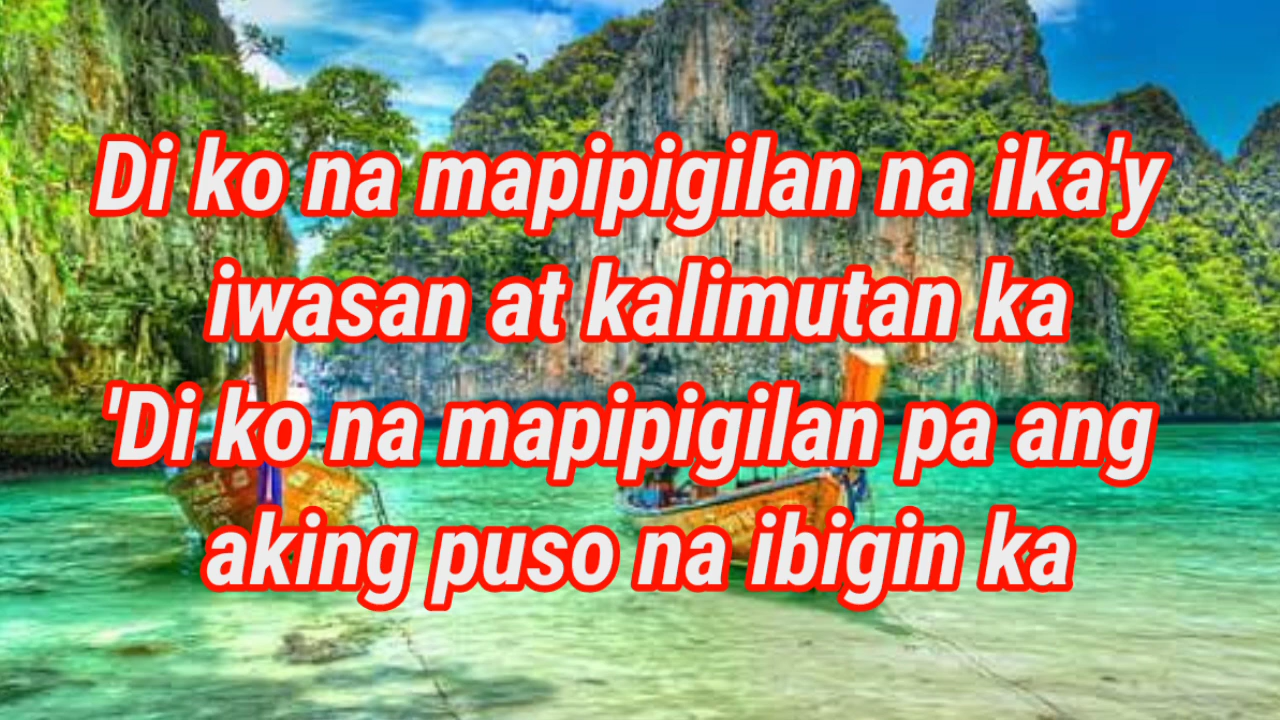 Di ko na mapipigilan na ika'y
iwasan at kalimutan ka
'Di ko na mapipigilan pa ang
aking puso na ibigin ka